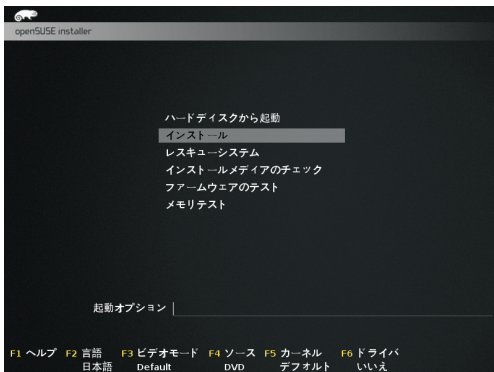 openSUSE installer
ハードディスクから起動
インストール
レスキューシステム
インストールメディアのチェック
ファームウェアのテスト
メモリテスト
起動オプション
F1 ヘルプ F2 言語 F3 ビデオモード F4 ソース F5 カーネル F6 ドライバ
日本語 Default DVD デフォルト いいえ